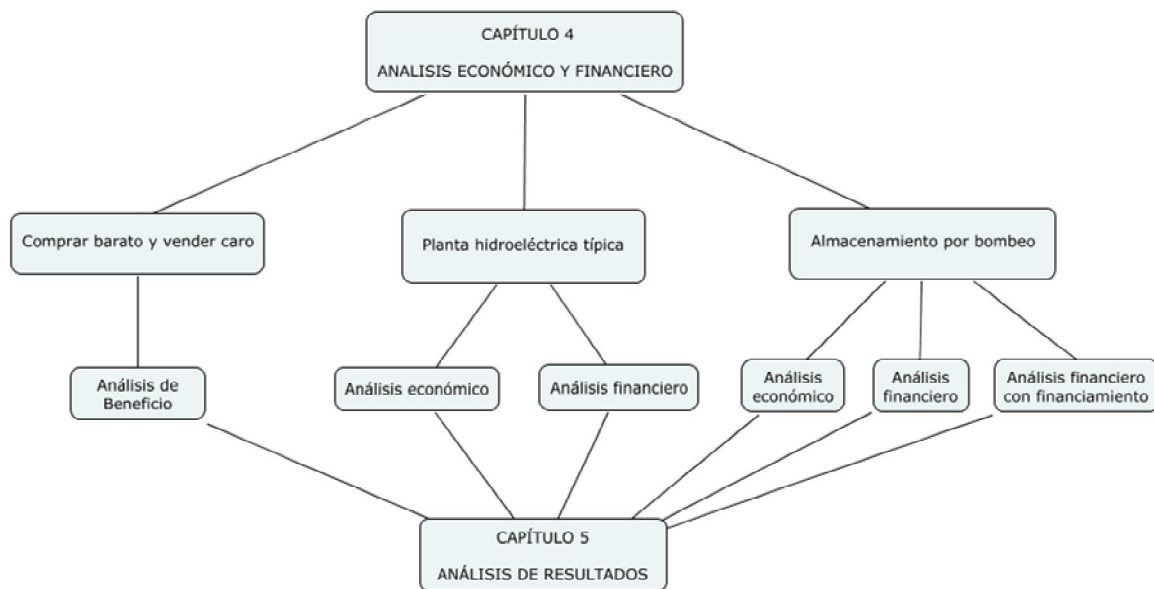 CAPÍTULO 4
ANALISIS ECONÓMICO Y FINANCIERO
Comprar barato y vender caro
Planta hidroeléctrica típica
Almacenamiento por bombeo
Análisis de
Beneficio
Análisis económico
Análisis financiero
Análisis
económico
Análisis
financiero
Análisis financiero
con financiamiento
CAPÍTULO 5
ANÁLISIS DE RESULTADOS